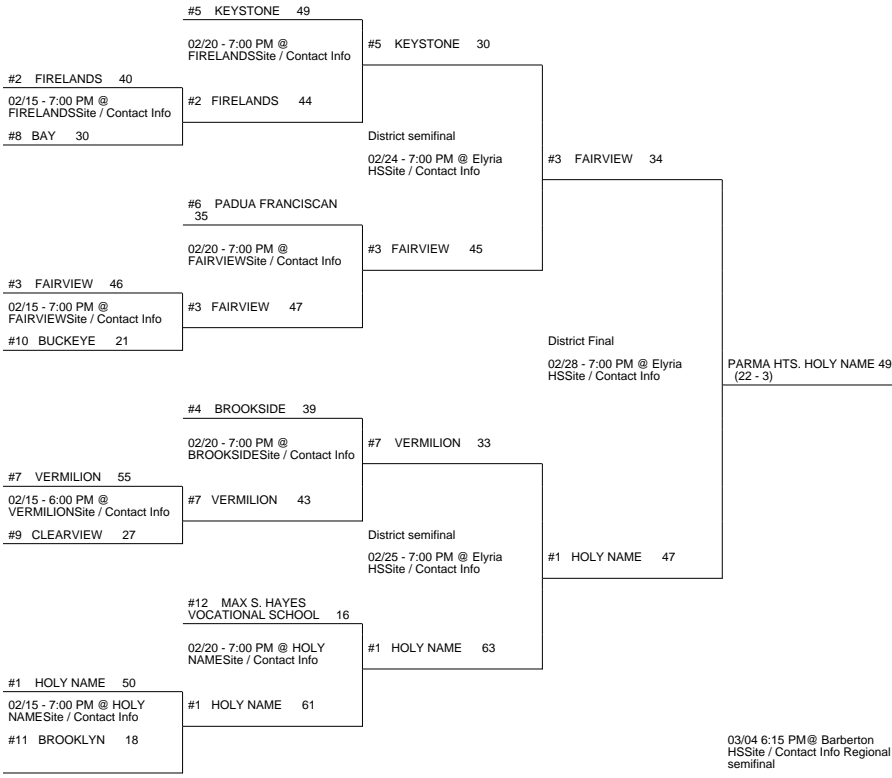 #5 KEYSTONE 49
02/20 - 7:00 PM @
FIRELANDSSite / Contact Info
#5 KEYSTONE 30
#2 FIRELANDS 40
02/15 - 7:00 PM @
FIRELANDSSite / Contact Info
#2 FIRELANDS 44
#8 BAY 30
District semifinal
02/24 - 7:00 PM @ Elyria
HSSite / Contact Info
#3 FAIRVIEW 34
#6 PADUA FRANCISCAN
35
02/20 - 7:00 PM @
FAIRVIEWSite / Contact Info
#3 FAIRVIEW 45
#3 FAIRVIEW 46
02/15 - 7:00 PM @
FAIRVIEWSite / Contact Info
#3 FAIRVIEW 47
#10 BUCKEYE 21
District Final
02/28 - 7:00 PM @ Elyria
HSSite / Contact Info
PARMA HTS. HOLY NAME 49
(22 - 3)
#4 BROOKSIDE 39
02/20 - 7:00 PM @
BROOKSIDESite / Contact Info
#7 VERMILION 33
#7 VERMILION 55
02/15 - 6:00 PM @
VERMILIONSite / Contact Info
#7 VERMILION 43
#9 CLEARVIEW 27
District semifinal
02/25 - 7:00 PM @ Elyria
HSSite / Contact Info
#1 HOLY NAME 47
#12 MAX S. HAYES
VOCATIONAL SCHOOL 16
02/20 - 7:00 PM @ HOLY
NAMESite / Contact Info
#1 HOLY NAME 63
#1 HOLY NAME 50
02/15 - 7:00 PM @ HOLY
NAMESite / Contact Info
#1 HOLY NAME 61
#11 BROOKLYN 18
03/04 6:15 PM@ Barberton
HSSite / Contact Info Regional
semifinal